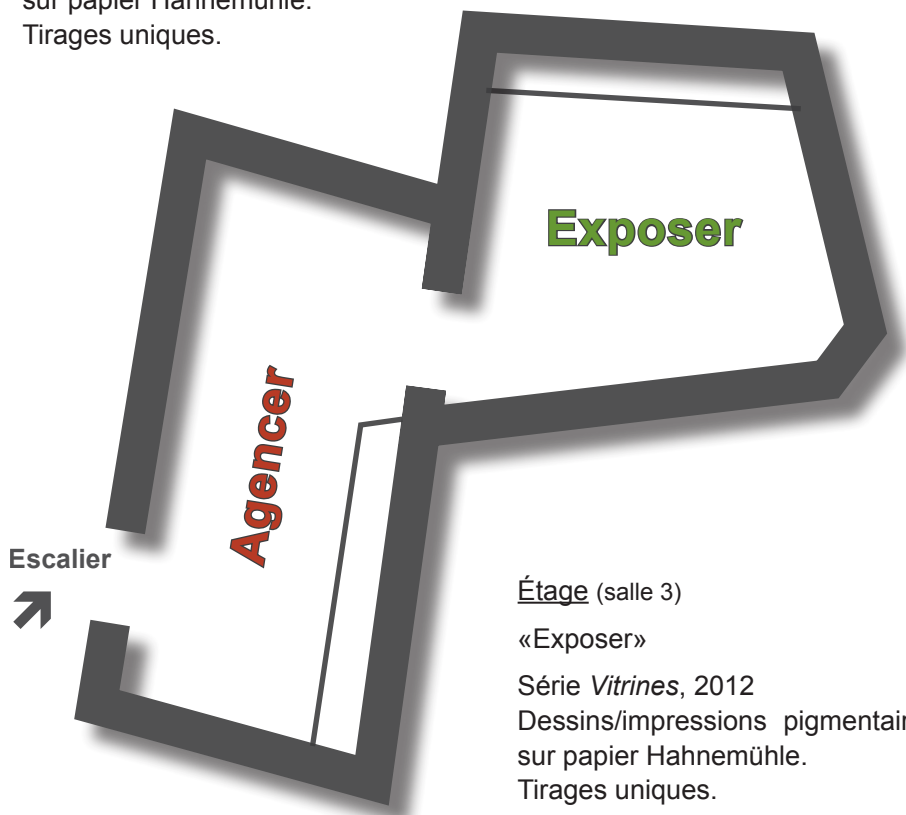 sur papier Hahnemühle.
Tirages uniques.
Exposer
Agencer
Escalier
Étage (salle 3)
«Exposer»
Série Vitrines, 2012
Dessins/impressions
sur papier Hahnemühle.
Tirages uniques.